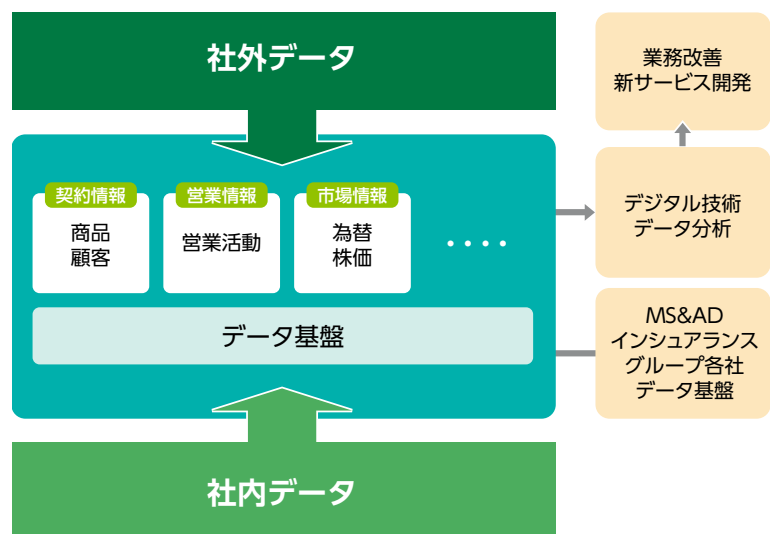 社外データ
契約情報
商品
顧客
営業情報
営業活動
市場情報
為替
株価
‥‥
データ基盤
社内データ
業務改善
新サービス開発
デジタル技術
データ分析
MS&AD
インシュアランス
グループ各社
データ基盤